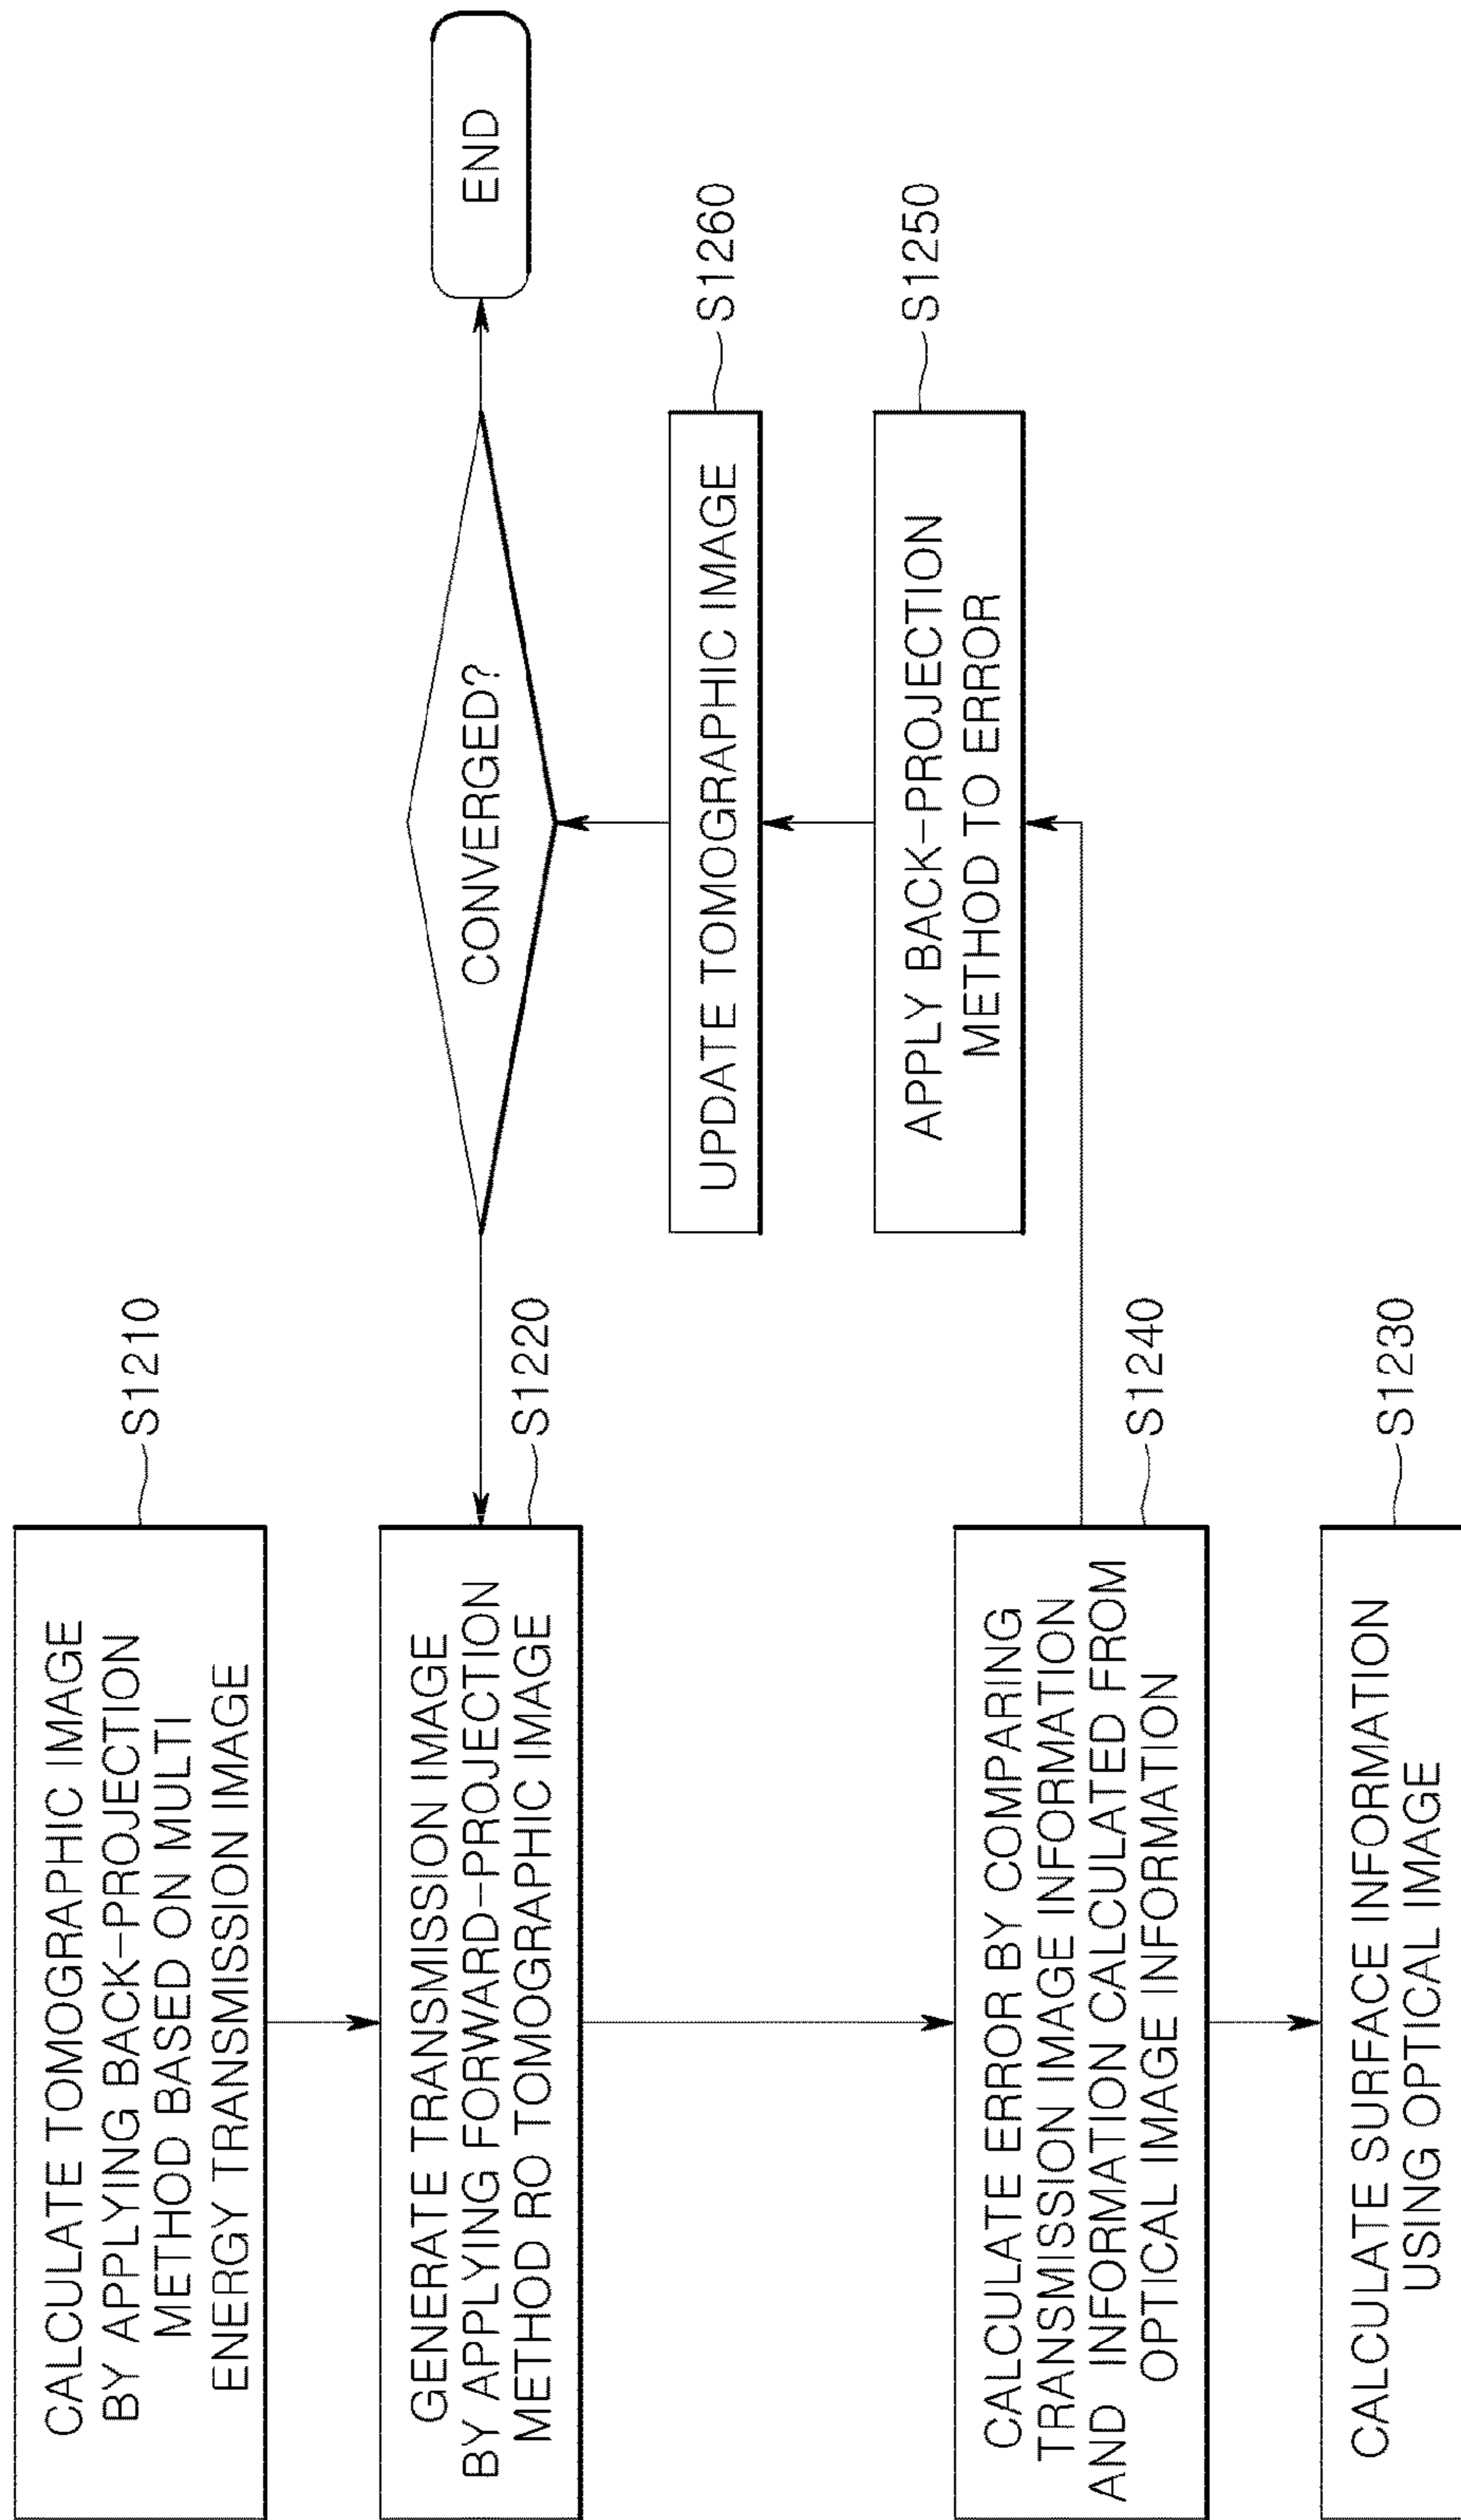 CALCULATE TOMOGRAPHIC IMAGE
BY APPLYING BACK-PROJECTION
METHOD BASED ON MULTI
ENERGY TRANSMISSION IMAGE
S1210
GENERATE TRANSMISSION IMAGE
BY APPLYING FORWARD-PROJECTION
METHOD RO TOMOGRAPHIC IMAGE
S1220
CALCULATE ERROR BY COMPARING
TRANSMISSION IMAGE INFORMATION
AND INFORMATION CALCULATED FROM
OPTICAL IMAGE INFORMATION
S1240
CALCULATE SURFACE INFORMATION
USING OPTICAL IMAGE
S1230
CONVERGED?
END
UPDATE TOMOGRAPHIC IMAGE
S1260
APPLY BACK-PROJECTION
METHOD TO ERROR
S1250